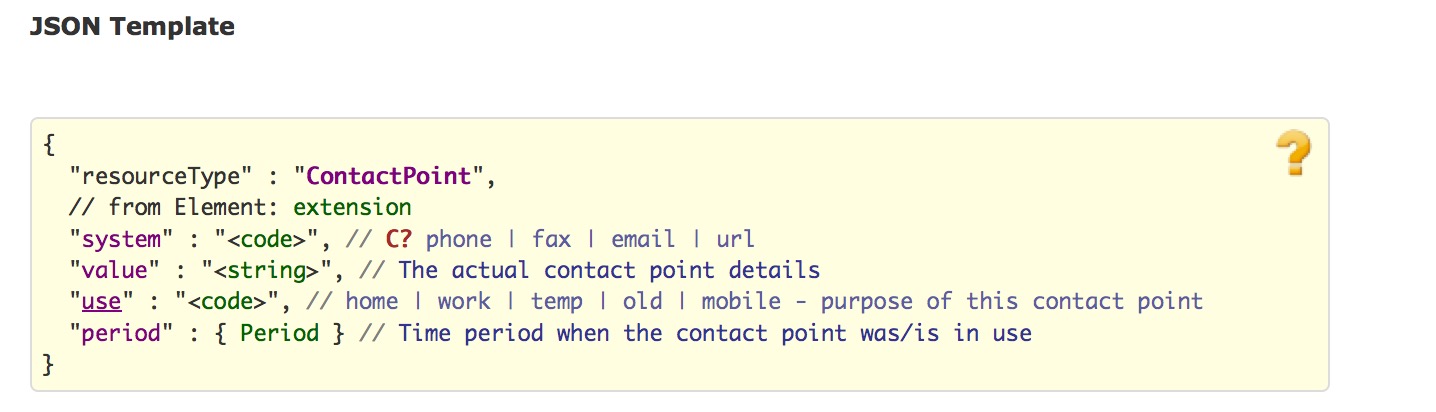 JSON Template
{
"resourceType" : "ContactPoint",
// from Element: extension
"system" : "<code>", // C? phone | fax | email | url
"value" : "<string>", // The actual contact point details
"use" : "<code>", // home | work | temp | old | mobile - purpose of this contact point
"period" : { Period } // Time period when the contact point was/is in use
}
?